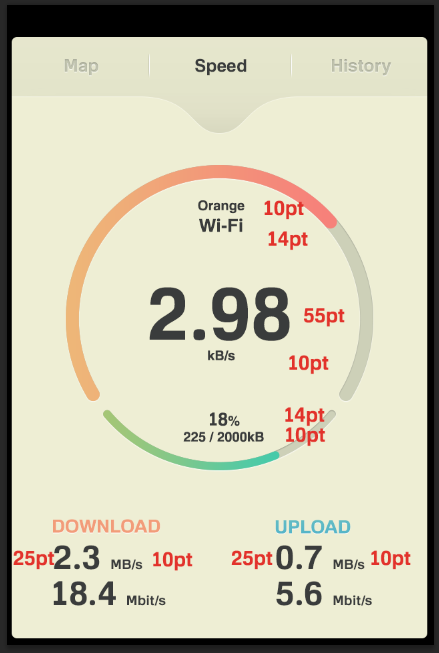 Map Speed History
Orange 10pt
Wi-Fi 14pt
2.98 55pt
kB/s 10pt
18% 14pt
225 / 2000kB 10pt
DOWNLOAD UPLOAD
25pt 2.3 MB/s 10pt 25pt 0.7 MB/s 10pt
18.4 Mbit/s 5.6 Mbit/s